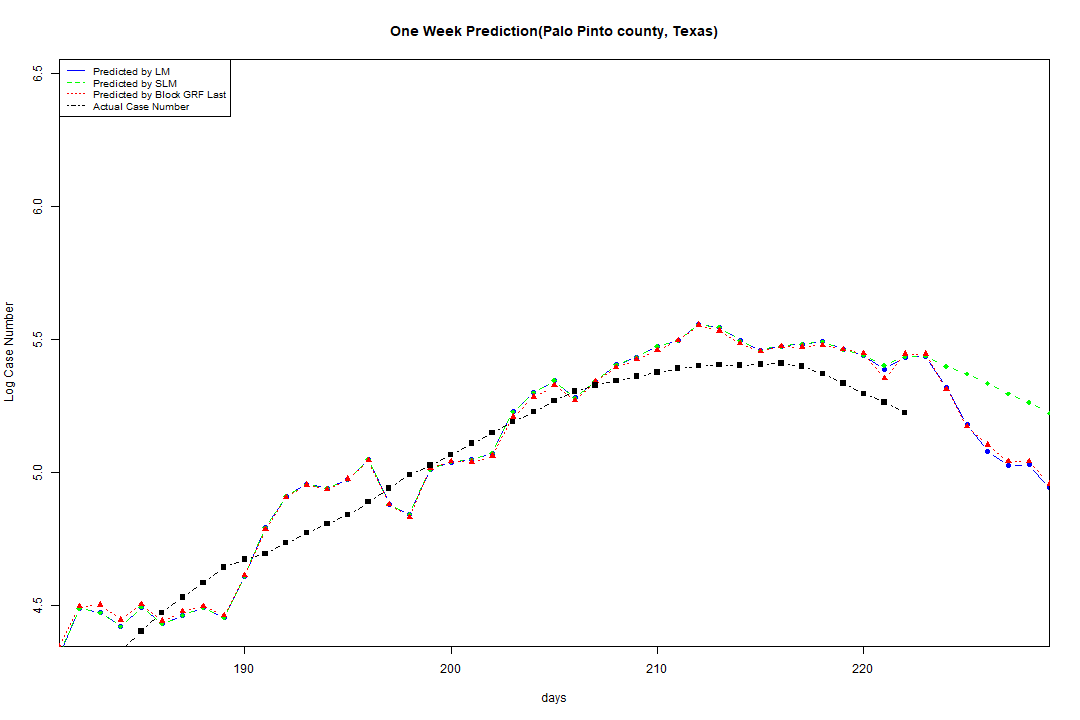 One Week Prediction(Palo Pinto county, Texas)
Predicted by LM
Predicted by SLM
Predicted by Block GRF Last
Actual Case Number
6.5
6.0
5.5
5.0
4.5
Log Case Number
190 200 210 220
days